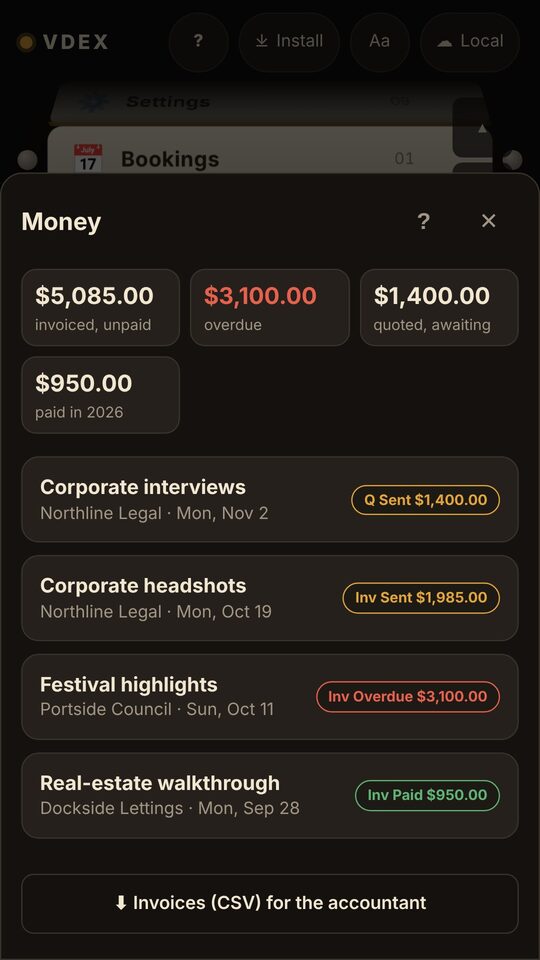 VDEX
?
Install
Aa
Local
Settings
09
July
17
Bookings
01
Money
?
$5,085.00
invoiced, unpaid
$3,100.00
overdue
$1,400.00
quoted, awaiting
$950.00
paid in 2026
Corporate interviews
Northline Legal · Mon, Nov 2
Q Sent $1,400.00
Corporate headshots
Northline Legal · Mon, Oct 19
Inv Sent $1,985.00
Festival highlights
Portside Council · Sun, Oct 11
Inv Overdue $3,100.00
Real-estate walkthrough
Dockside Lettings · Mon, Sep 28
Inv Paid $950.00
Invoices (CSV) for the accountant